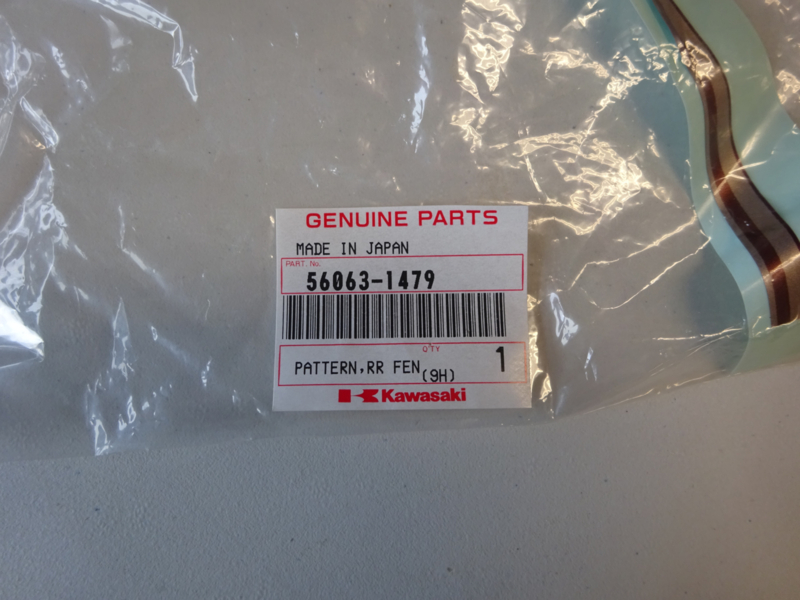 GENUINE PARTS
MADE IN JAPAN
PART. No.
56063-1479
Q'TY
PATTERN,RR FEN(9H) 1
Kawasaki